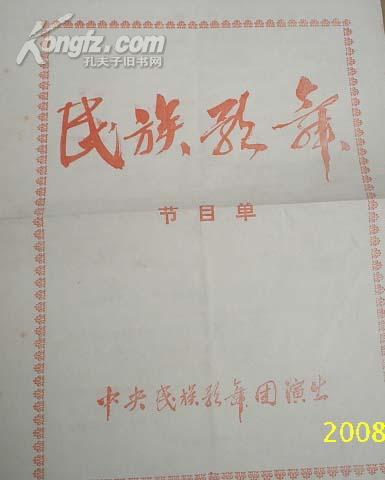 Kongfz.com
孔夫子旧书网
民族歌舞
节目单
中央民族歌舞团演出
2008